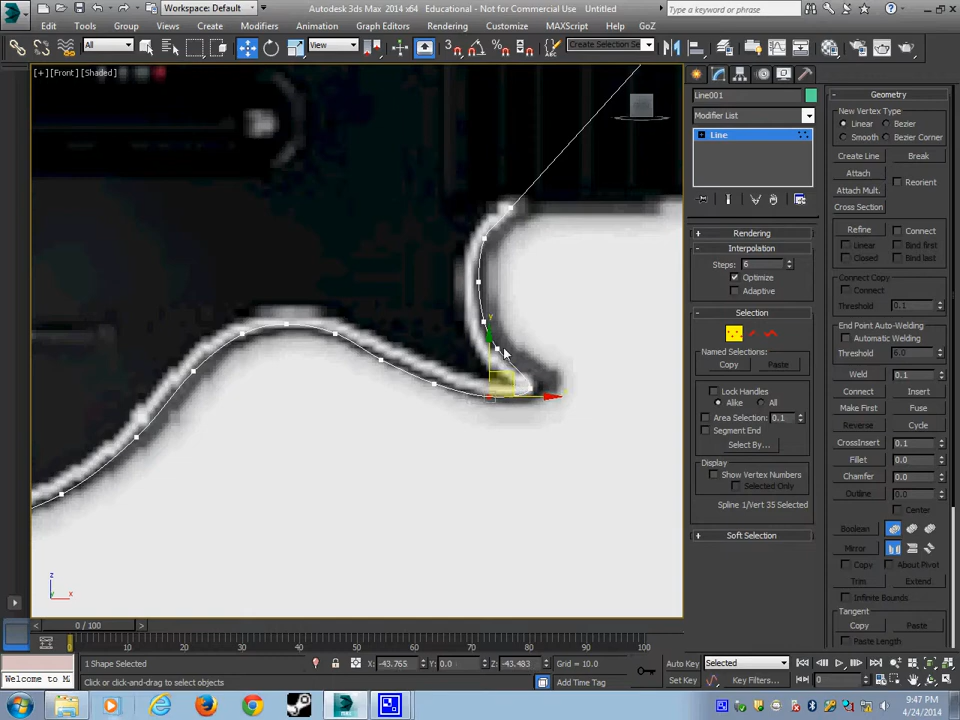 Workspace: Default
Autodesk 3ds Max 2014 x64 Educational - Not for Commercial Use Untitled
Type a keyword or phrase
Edit Tools Group Views Create Modifiers Animation Graph Editors Rendering Customize MAXScript Help GoZ
All View Create Selection Se
[+] [Front] [Shaded]
Line001
Modifier List
Line
Rendering
Interpolation
Steps: 6
Optimize
Adaptive
Selection
Named Selections:
Copy Paste
Lock Handles
Alike All
Area Selection: 0.1
Segment End
Select By...
Display
Show Vertex Numbers
Selected Only
Spline 1/Vert 35 Selected
Soft Selection
Geometry
New Vertex Type
Linear Bezier
Smooth Bezier Corner
Create Line Break
Attach Reorient
Attach Mult.
Cross Section
Refine Connect
Linear Bind first
Closed Bind last
Connect Copy
Connect
Threshold 0.1
End Point Auto-Welding
Automatic Welding
Threshold 6.0
Weld 0.1
Connect Insert
Make First Fuse
Reverse Cycle
CrossInsert 0.1
Fillet 0.0
Chamfer 0.0
Outline 0.0
Center
Boolean
Mirror
Copy About Pivot
Trim Extend
Infinite Bounds
Tangent
Copy Paste
Paste Length
y
z
x
0 / 100
0 10 20 30 40 50 60 70 80 90 100
1 Shape Selected X: -43.765 Y: 0.0 Z: -43.483 Grid = 10.0 Auto Key Selected
Welcome to M Click or click-and-drag to select objects Add Time Tag Set Key Key Filters... 0
9:47 PM
4/24/2014